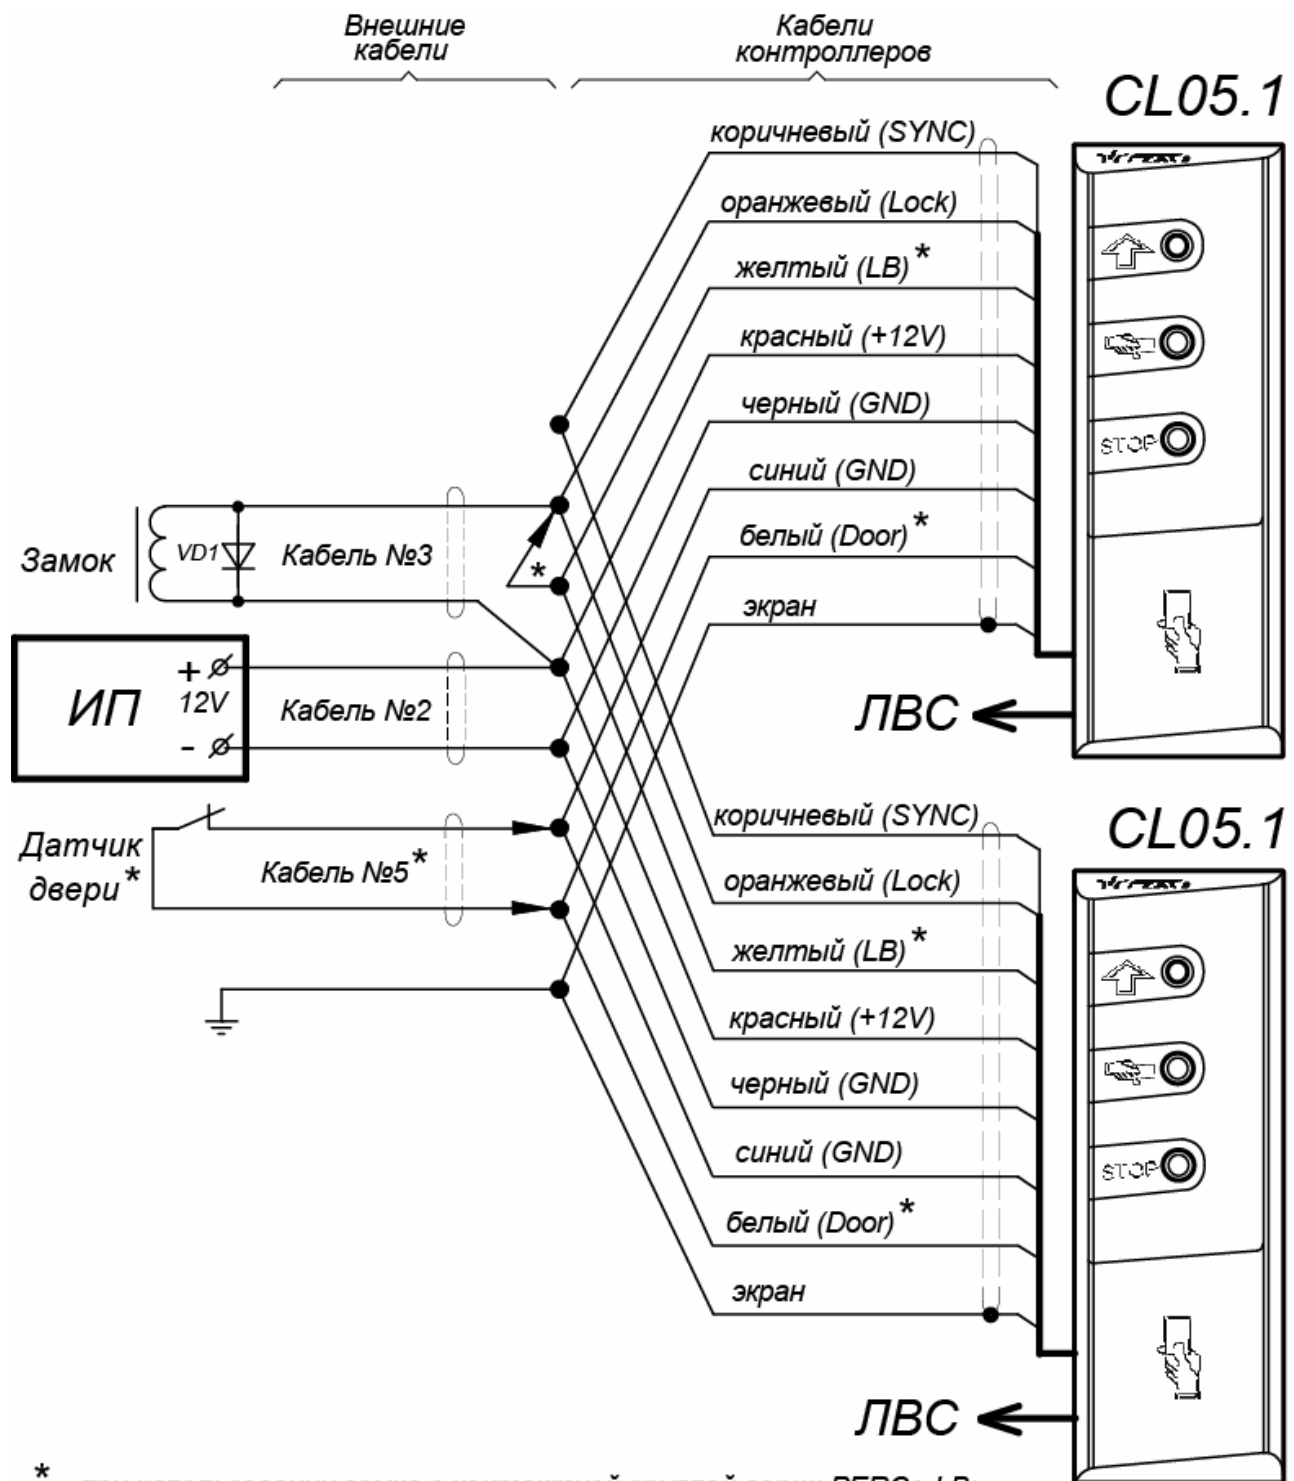 Внешние
кабели
Кабели
контроллеров
CL05.1
коричневый (SYNC)
оранжевый (Lock)
желтый (LB)*
красный (+12V)
черный (GND)
синий (GND)
белый (Door)*
экран
STOP
ЛВС
Замок
VD1
Кабель №3
*
ИП
+
12V
-
Кабель №2
Датчик
двери*
Кабель №5*
CL05.1
коричневый (SYNC)
оранжевый (Lock)
желтый (LB)*
красный (+12V)
черный (GND)
синий (GND)
белый (Door)*
экран
STOP
ЛВС
*